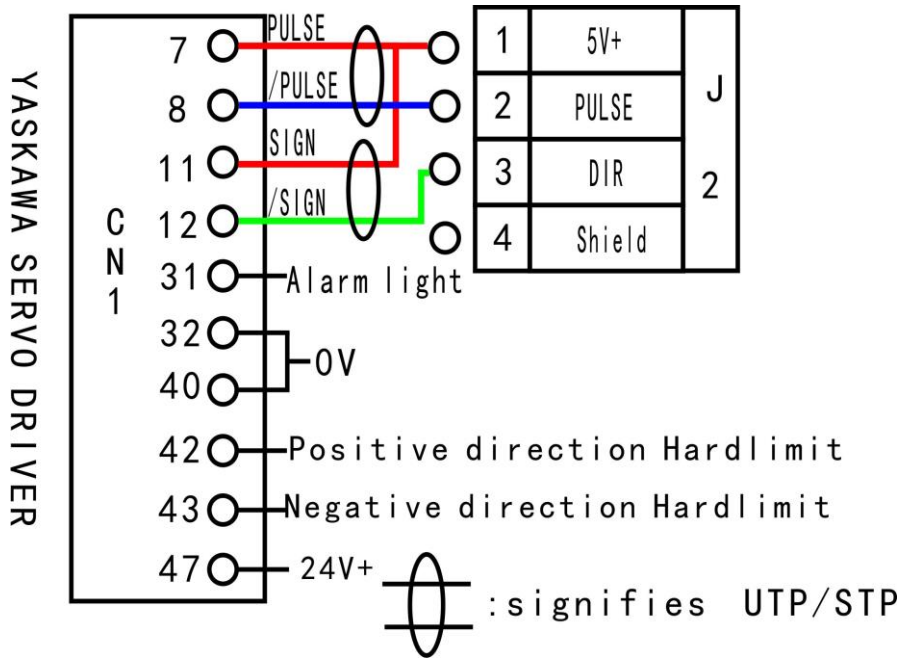 YASKAWA SERVO DRIVER
CN1
7 PULSE
8 /PULSE
11 SIGN
12 /SIGN
31 Alarm light
32
40
0V
42 Positive direction Hardlimit
43 Negative direction Hardlimit
47 24V+
1 5V+
2 PULSE
3 DIR
4 Shield
J2
:signifies UTP/STP